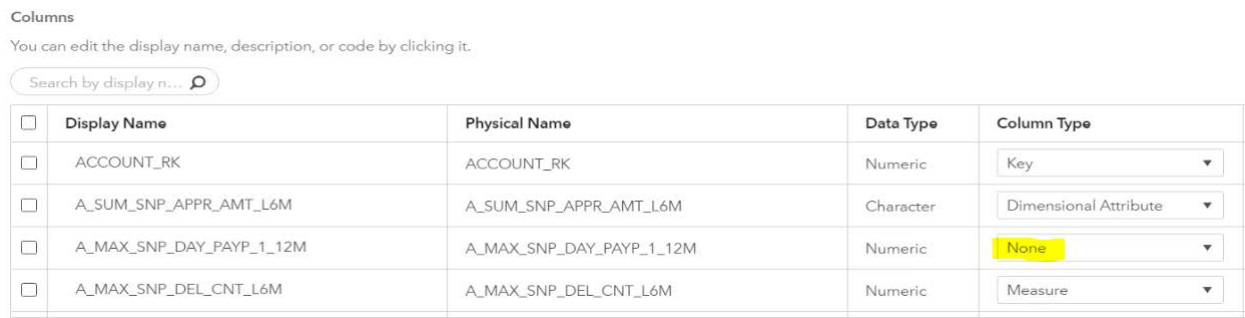 Columns
You can edit the display name, description, or code by clicking it.
Search by display n...
Display Name Physical Name Data Type Column Type
ACCOUNT_RK ACCOUNT_RK Numeric Key
A_SUM_SNP_APPR_AMT_L6M A_SUM_SNP_APPR_AMT_L6M Character Dimensional Attribute
A_MAX_SNP_DAY_PAYP_1_12M A_MAX_SNP_DAY_PAYP_1_12M Numeric None
A_MAX_SNP_DEL_CNT_L6M A_MAX_SNP_DEL_CNT_L6M Numeric Measure